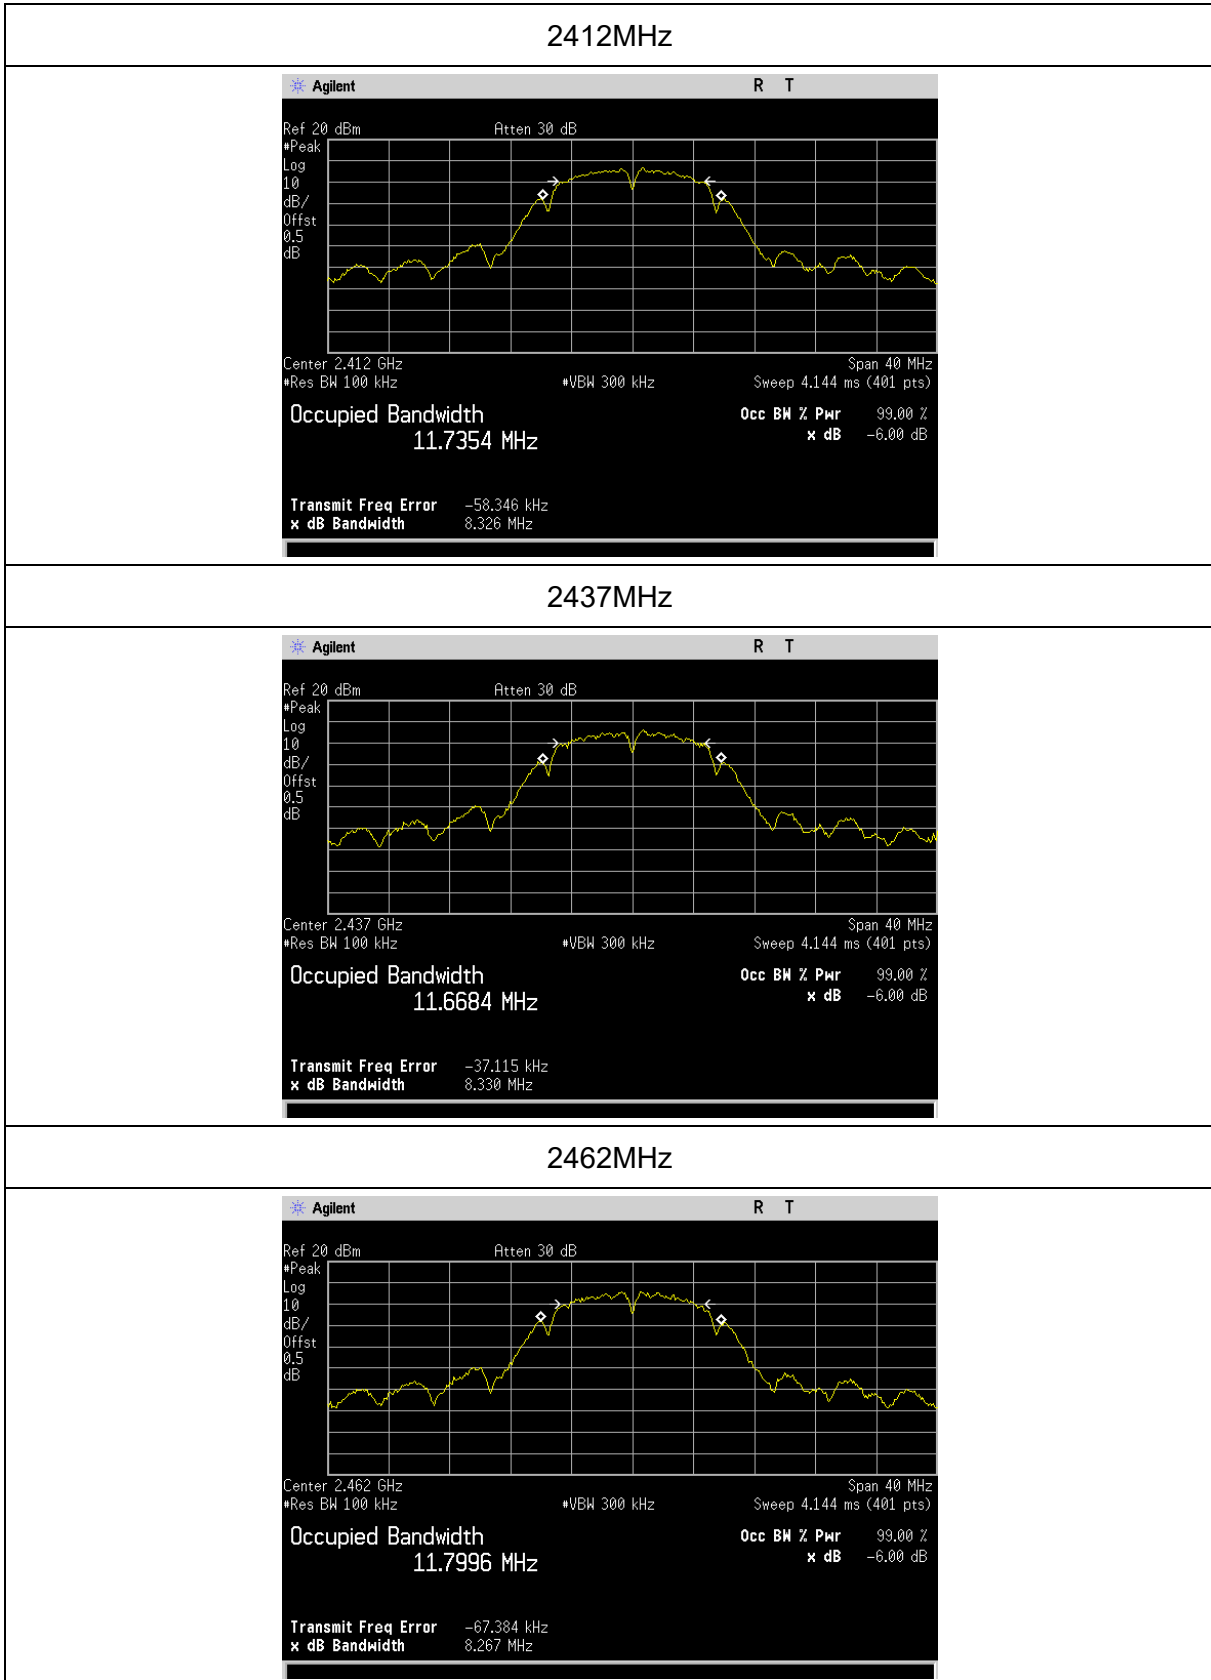 2412MHz
Agilent R T
Ref 20 dBm Atten 30 dB
#Peak
Log
10
dB/
Offst
0.5
dB
Center 2.412 GHz Span 40 MHz
#Res BW 100 kHz #VBW 300 kHz Sweep 4.144 ms (401 pts)
Occupied Bandwidth Occ BW % Pwr 99.00 %
11.7354 MHz x dB -6.00 dB
Transmit Freq Error -58.346 kHz
x dB Bandwidth 8.326 MHz
2437MHz
Agilent R T
Ref 20 dBm Atten 30 dB
#Peak
Log
10
dB/
Offst
0.5
dB
Center 2.437 GHz Span 40 MHz
#Res BW 100 kHz #VBW 300 kHz Sweep 4.144 ms (401 pts)
Occupied Bandwidth Occ BW % Pwr 99.00 %
11.6684 MHz x dB -6.00 dB
Transmit Freq Error -37.115 kHz
x dB Bandwidth 8.330 MHz
2462MHz
Agilent R T
Ref 20 dBm Atten 30 dB
#Peak
Log
10
dB/
Offst
0.5
dB
Center 2.462 GHz Span 40 MHz
#Res BW 100 kHz #VBW 300 kHz Sweep 4.144 ms (401 pts)
Occupied Bandwidth Occ BW % Pwr 99.00 %
11.7996 MHz x dB -6.00 dB
Transmit Freq Error -67.384 kHz
x dB Bandwidth 8.267 MHz